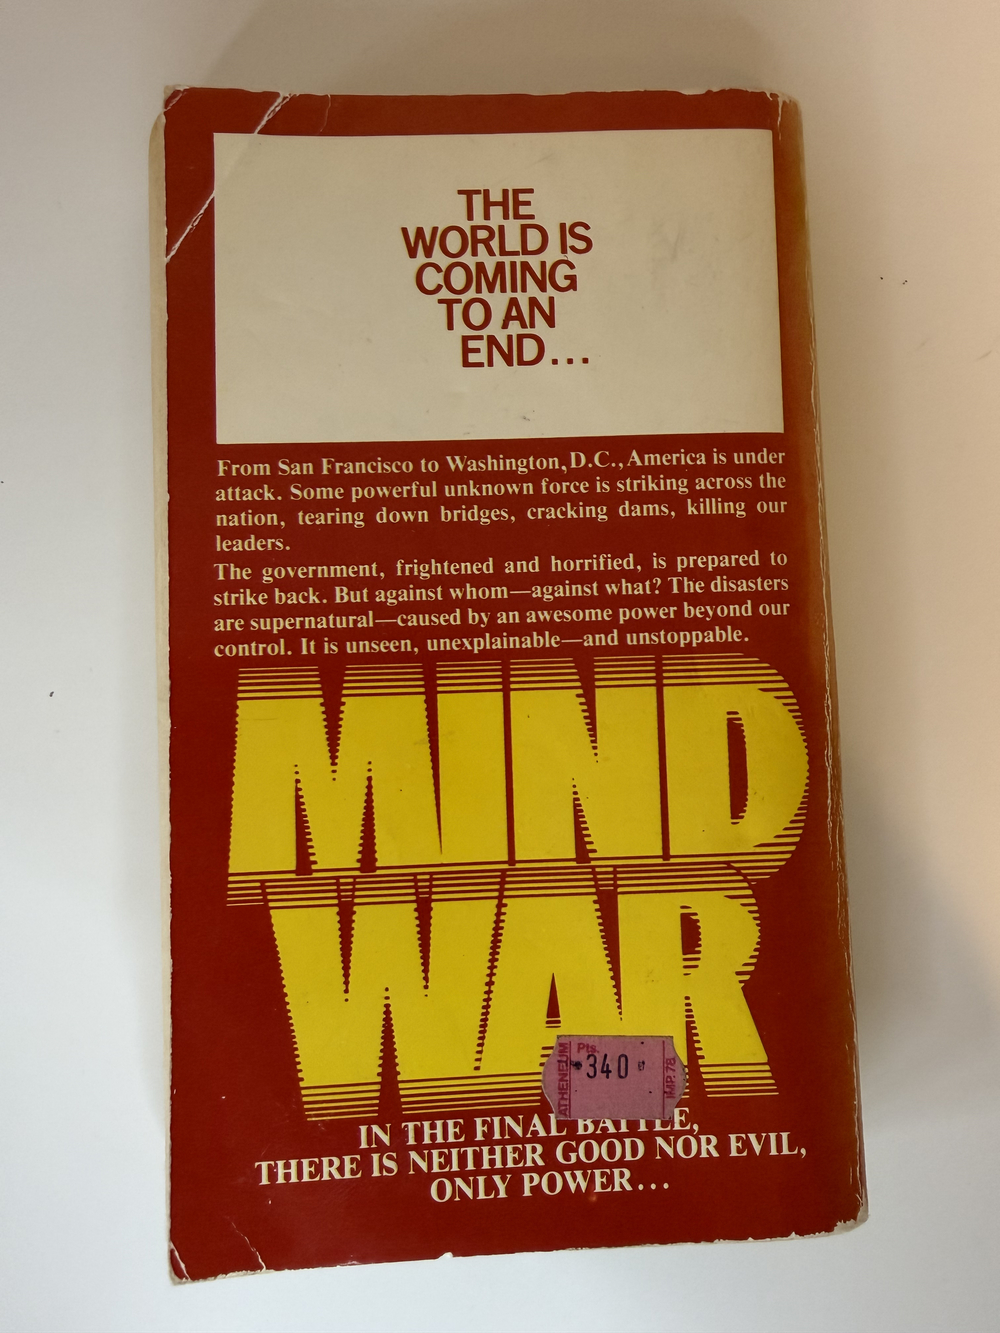 THE
WORLD IS
COMING
TO AN
END...
From San Francisco to Washington, D.C., America is under
attack. Some powerful unknown force is striking across the
nation, tearing down bridges, cracking dams, killing our
leaders.
The government, frightened and horrified, is prepared to
strike back. But against whom—against what? The disasters
are supernatural—caused by an awesome power beyond our
control. It is unseen, unexplainable—and unstoppable.
MIND
WAR
ATHENEUM
Pts.
340
IMP. 78
IN THE FINAL BATTLE,
THERE IS NEITHER GOOD NOR EVIL,
ONLY POWER...